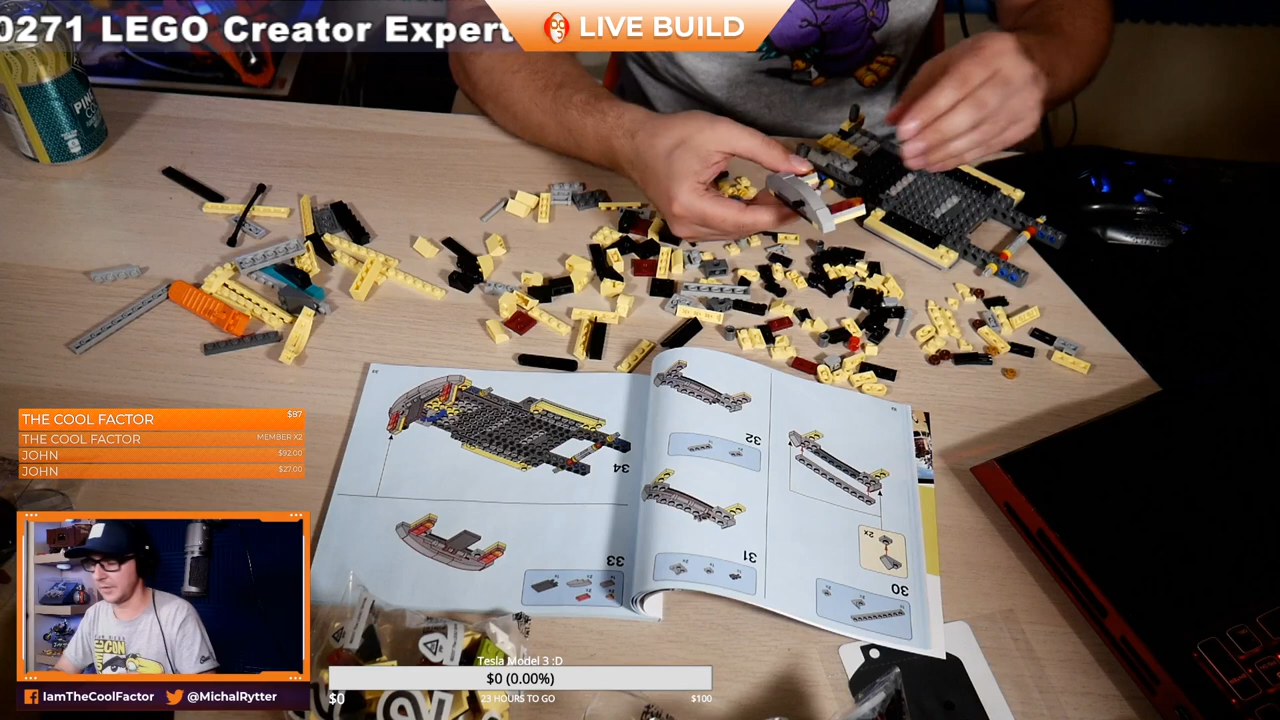 0271 LEGO Creator Expert
LIVE BUILD
PIN
THE COOL FACTOR $87
THE COOL FACTOR MEMBER X2
JOHN $92.00
JOHN $27.00
34
33
32
31
30
2x
CON
Tesla Model 3 :D
$0 (0.00%)
$0 23 HOURS TO GO $100
IamTheCoolFactor @MichalRytter